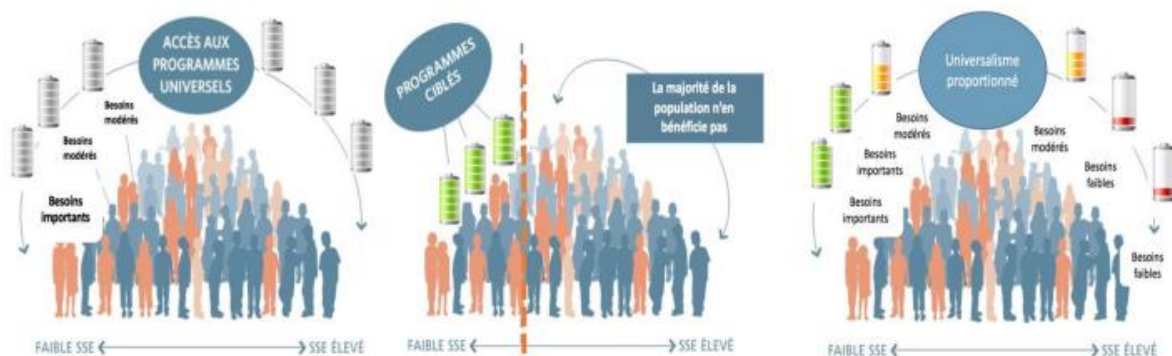 ACCÈS AUX
PROGRAMMES
UNIVERSELS
Besoins
modérés
Besoins
modérés
Besoins
importants
FAIBLE SSE
SSE ÉLEVÉ
PROGRAMMES
CIBLÉS
La majorité de la
population n'en
bénéficie pas
FAIBLE SSE
SSE ÉLEVÉ
Universalisme
proportionné
Besoins
modérés
Besoins
modérés
Besoins
importants
Besoins
faibles
Besoins
importants
Besoins
faibles
FAIBLE SSE
SSE ÉLEVÉ